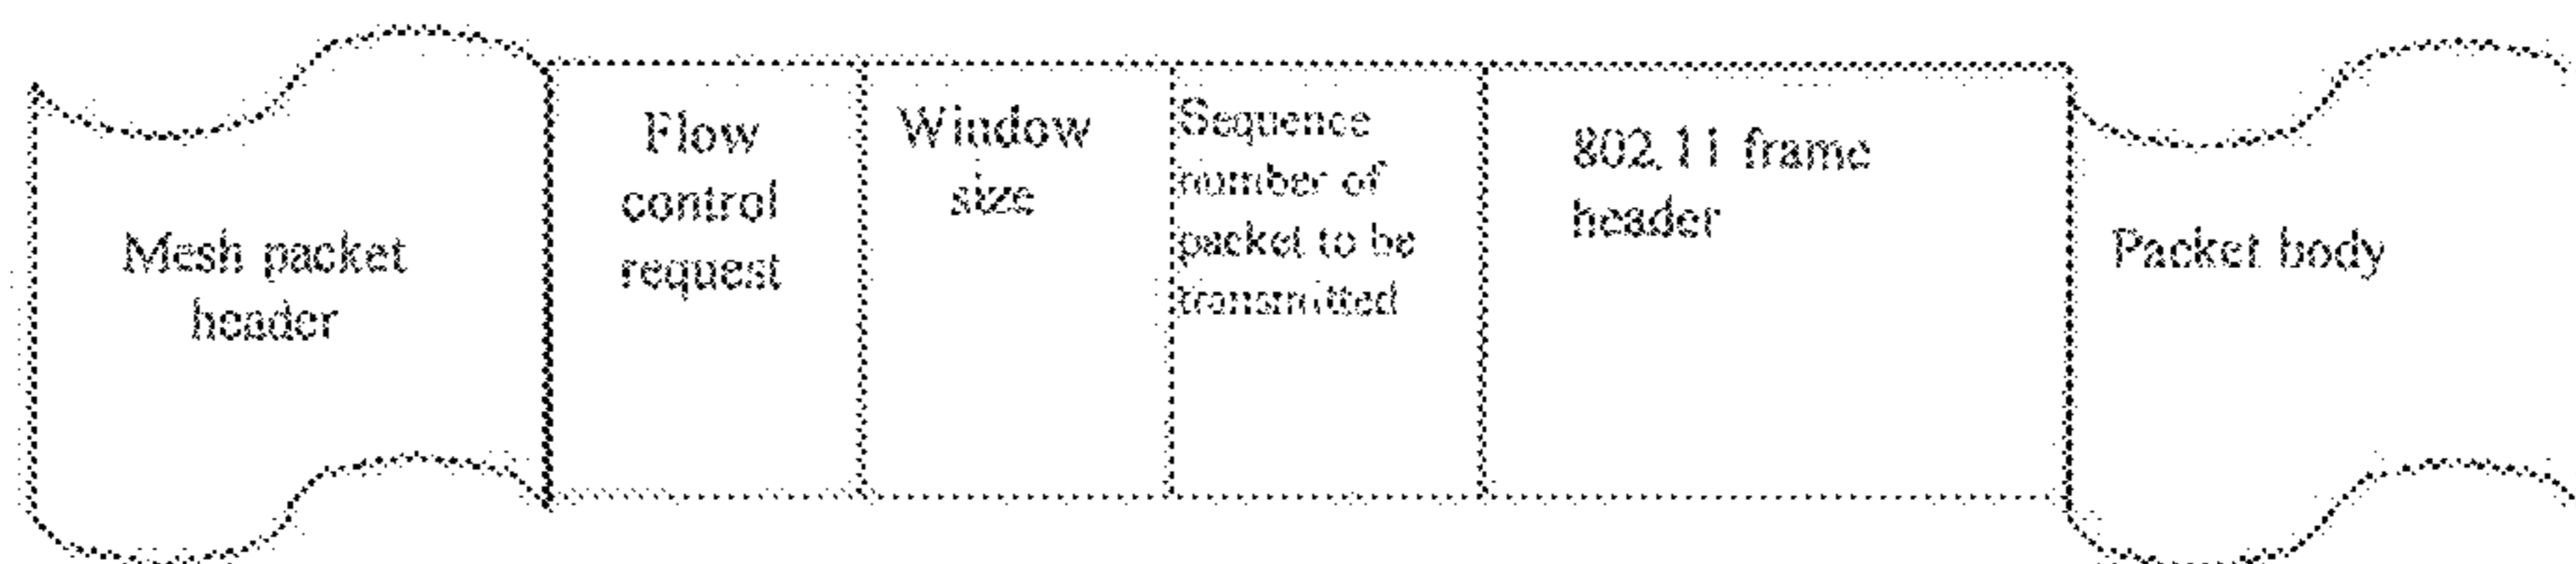 Mesh packet
header
Flow
control
request
Window
size
Sequence
number of
packet to be
transmitted
802.11 frame
header
Packet body